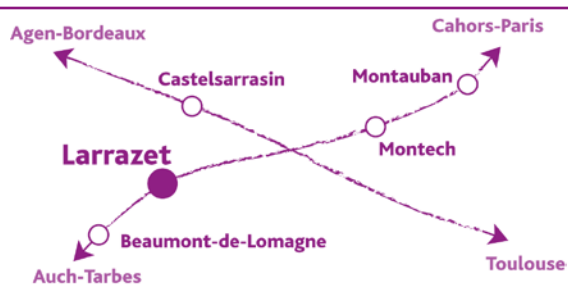 Agen-Bordeaux
Cahors-Paris
Castelsarrasin
Montauban
Larrazet
Montech
Beaumont-de-Lomagne
Toulouse-
Auch-Tarbes